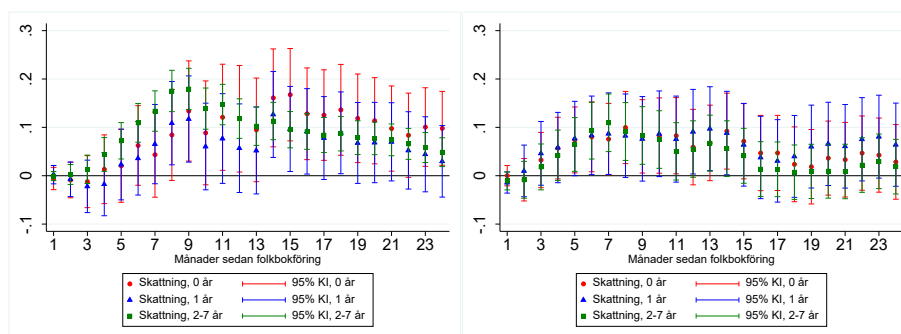 .3
.2
.1
0
-.1
1 3 5 7 9 11 13 15 17 19 21 23
Månader sedan folkbokföring
Skattning, 0 år 95% KI, 0 år
Skattning, 1 år 95% KI, 1 år
Skattning, 2-7 år 95% KI, 2-7 år
.3
.2
.1
0
-.1
1 3 5 7 9 11 13 15 17 19 21 23
Månader sedan folkbokföring
Skattning, 0 år 95% KI, 0 år
Skattning, 1 år 95% KI, 1 år
Skattning, 2-7 år 95% KI, 2-7 år